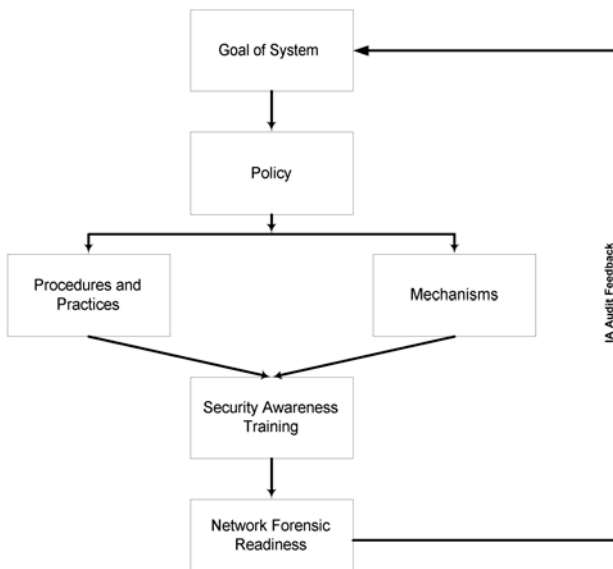 Goal of System
Policy
Procedures and
Practices
Mechanisms
IA Audit Feedback
Security Awareness
Training
Network Forensic
Readiness